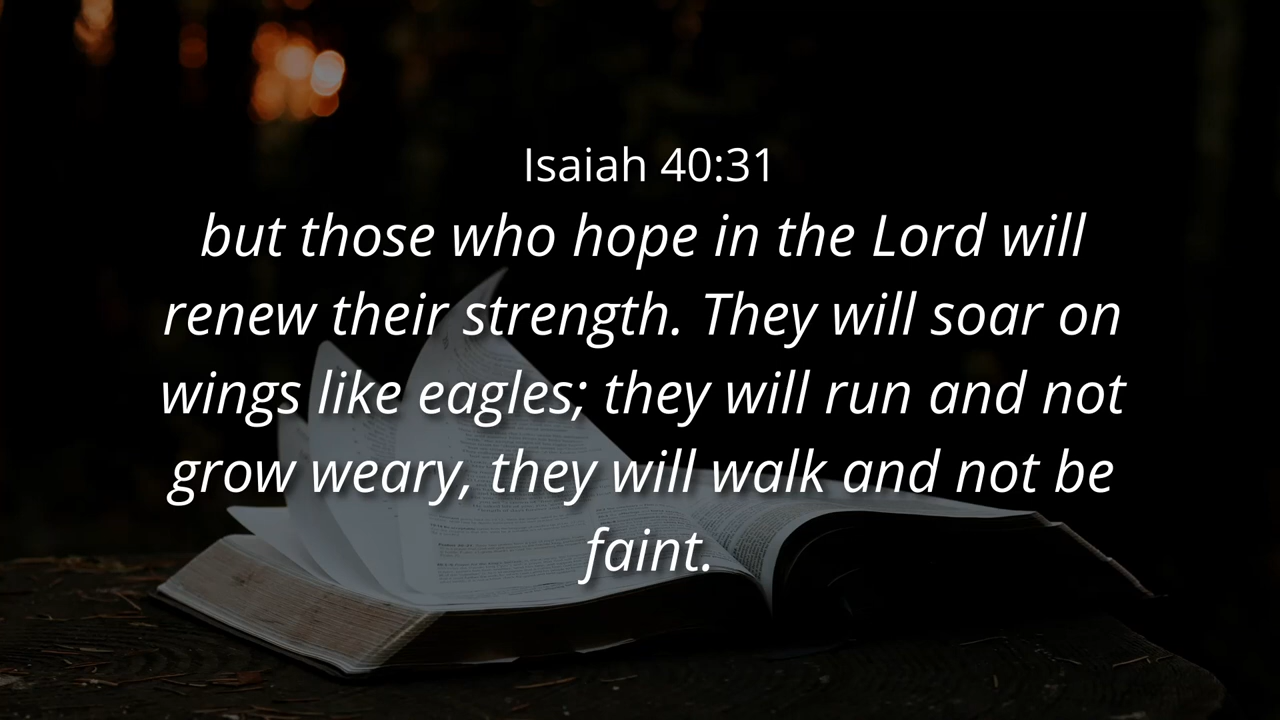 Isaiah 40:31
but those who hope in the Lord will
renew their strength. They will soar on
wings like eagles; they will run and not
grow weary, they will walk and not be
faint.